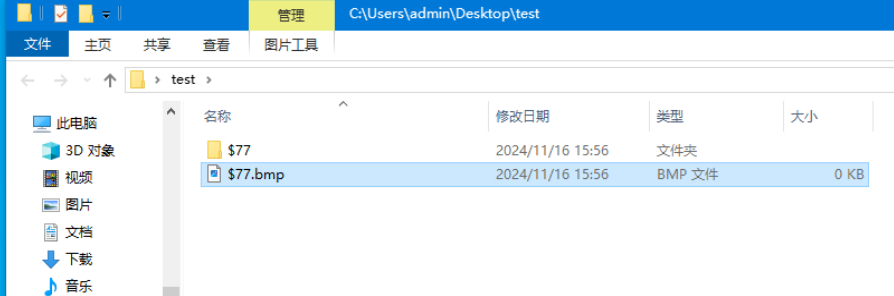 管理
C:\Users\admin\Desktop\test
文件
主页
共享
查看
图片工具
test
名称
修改日期
类型
大小
此电脑
3D 对象
视频
图片
文档
下载
音乐
$77
2024/11/16 15:56
文件夹
$77.bmp
2024/11/16 15:56
BMP 文件
0 KB